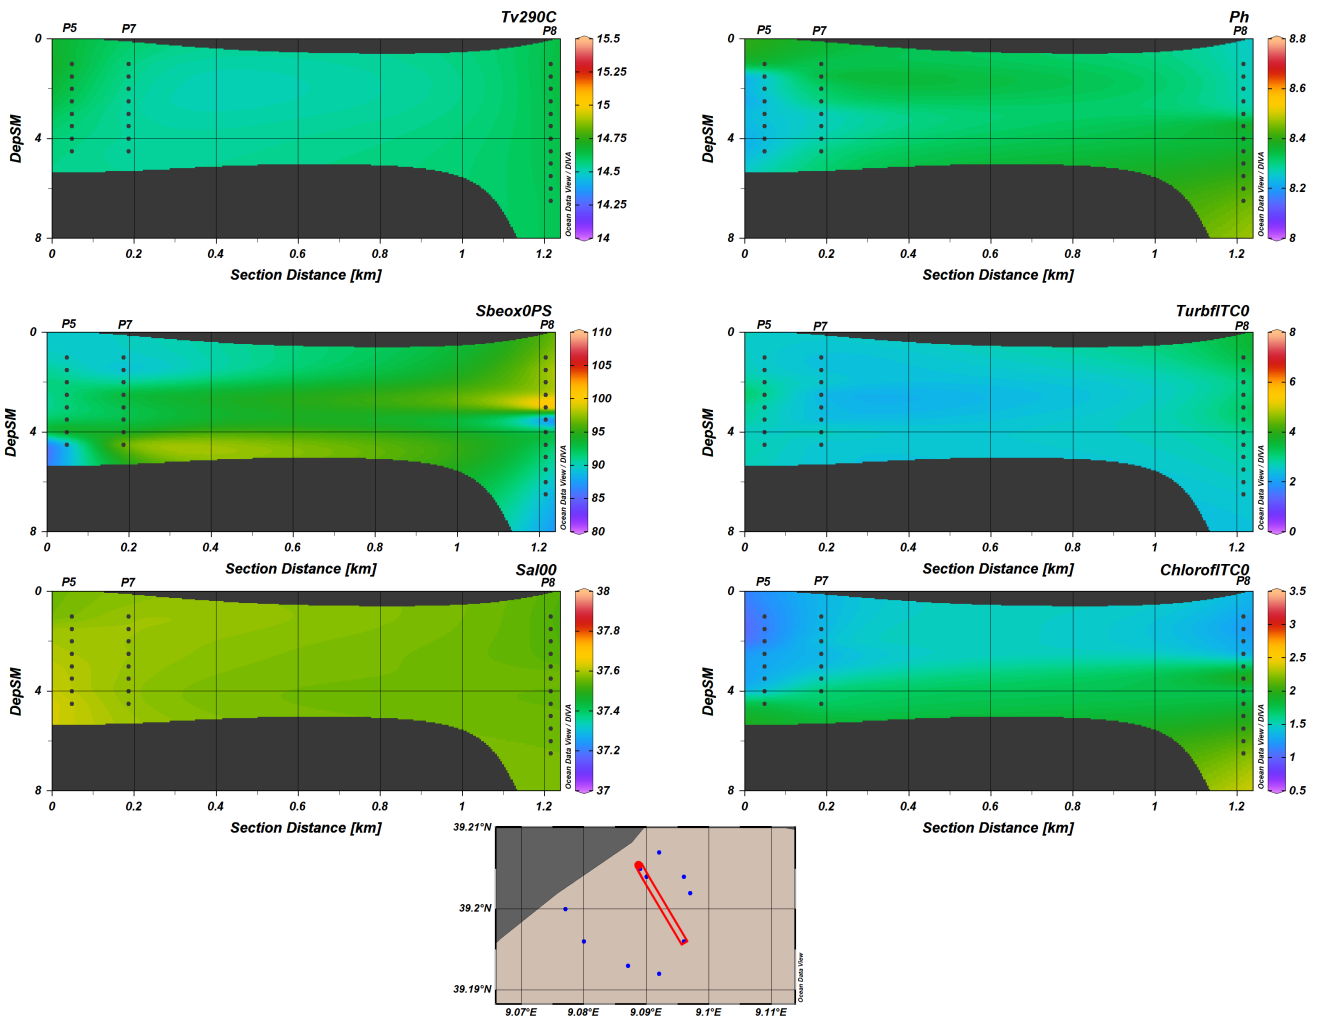 Tv290C
P5 P7 P8
0
4
8
DepSM
0 0.2 0.4 0.6 0.8 1 1.2
Section Distance [km]
15.5
15.25
15
14.75
14.5
14.25
14
Ocean Data View / DIVA
Ph
P5 P7 P8
0
4
8
DepSM
0 0.2 0.4 0.6 0.8 1 1.2
Section Distance [km]
8.8
8.6
8.4
8.2
8
Ocean Data View / DIVA
Sbeox0PS
P5 P7 P8
0
4
8
DepSM
0 0.2 0.4 0.6 0.8 1 1.2
Section Distance [km]
110
105
100
95
90
85
80
Ocean Data View / DIVA
TurbflTC0
P5 P7 P8
0
4
8
DepSM
0 0.2 0.4 0.6 0.8 1 1.2
Section Distance [km]
8
6
4
2
0
Ocean Data View / DIVA
Sal00
P5 P7 P8
0
4
8
DepSM
0 0.2 0.4 0.6 0.8 1 1.2
Section Distance [km]
38
37.8
37.6
37.4
37.2
37
Ocean Data View / DIVA
ChloroflTC0
P5 P7 P8
0
4
8
DepSM
0 0.2 0.4 0.6 0.8 1 1.2
Section Distance [km]
3.5
3
2.5
2
1.5
1
0.5
Ocean Data View / DIVA
39.21°N
39.2°N
39.19°N
9.07°E 9.08°E 9.09°E 9.1°E 9.11°E
Ocean Data View